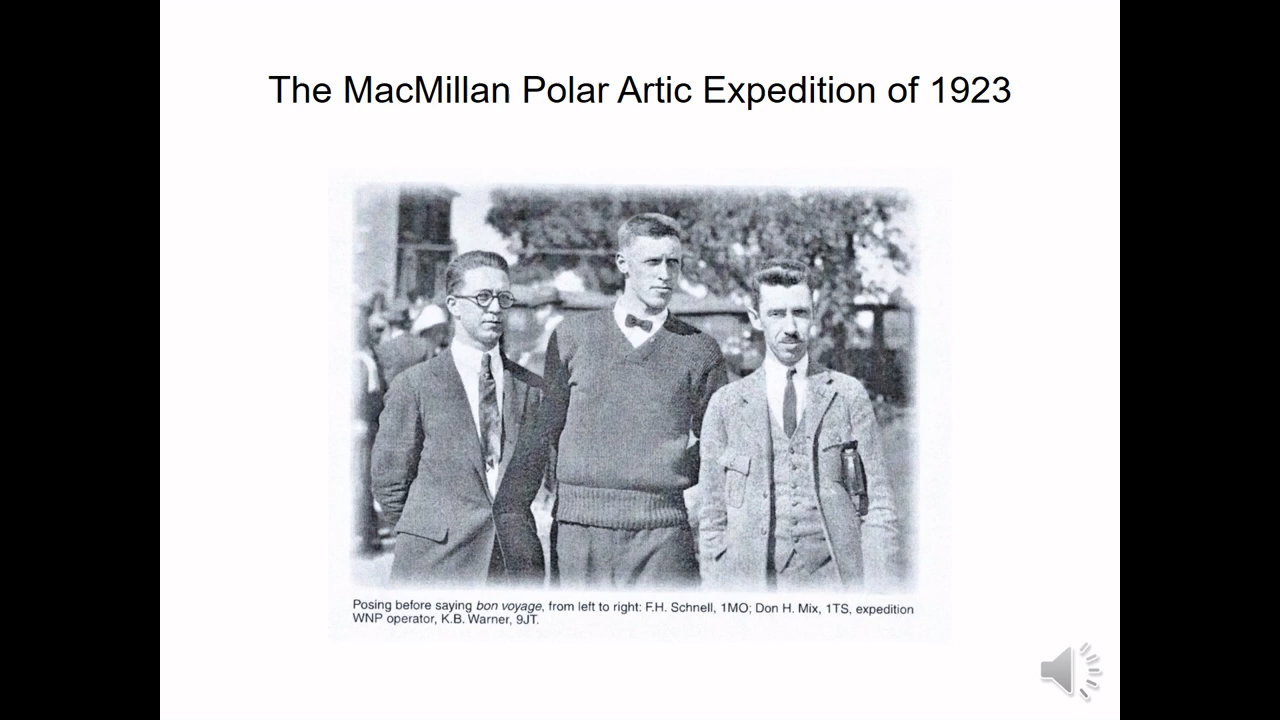 The MacMillan Polar Artic Expedition of 1923
Posing before saying bon voyage, from left to right: F.H. Schnell, 1MO; Don H. Mix, 1TS, expedition
WNP operator, K.B. Warner, 9JT.